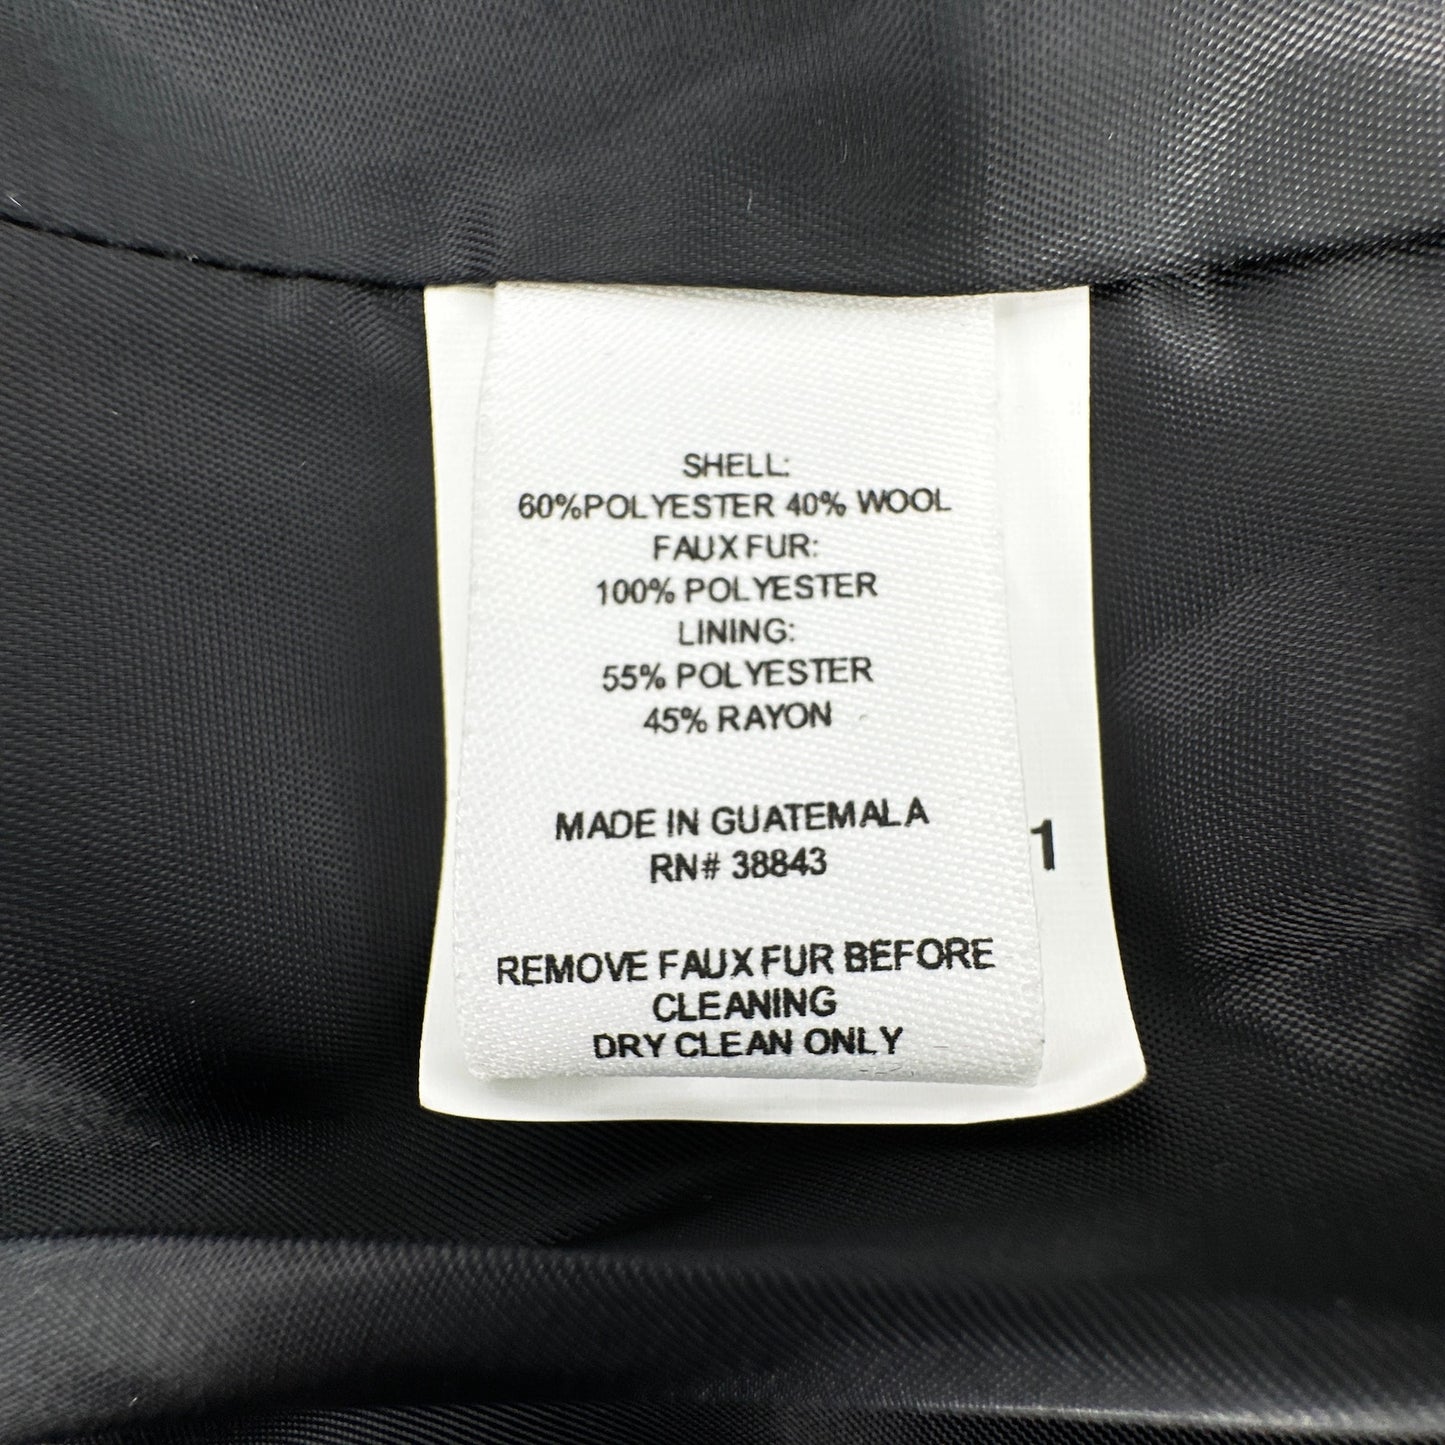 SHELL:
60%POLYESTER 40% WOOL
FAUX FUR:
100% POLYESTER
LINING:
55% POLYESTER
45% RAYON
MADE IN GUATEMALA
RN# 38843
1
REMOVE FAUX FUR BEFORE
CLEANING
DRY CLEAN ONLY